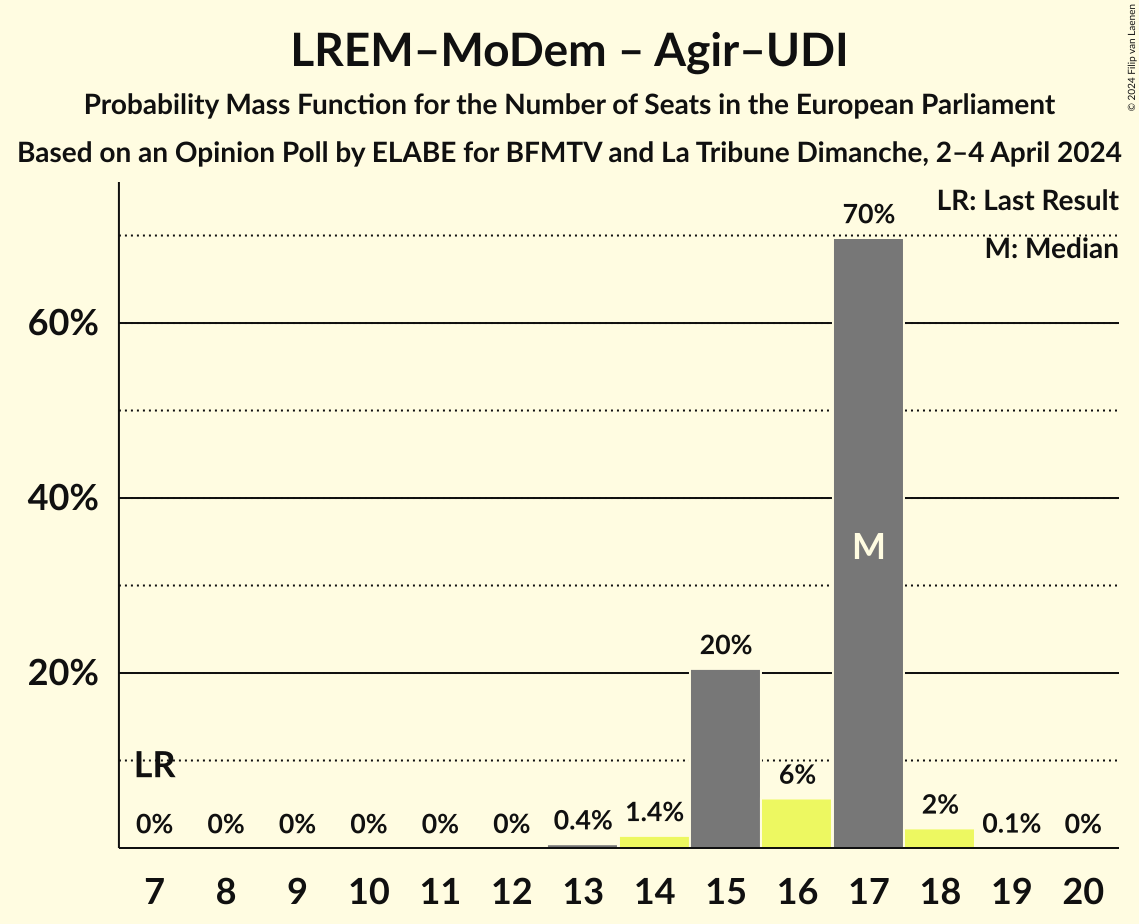 LREM–MoDem – Agir–UDI
Probability Mass Function for the Number of Seats in the European Parliament
Based on an Opinion Poll by ELABE for BFMTV and La Tribune Dimanche, 2–4 April 2024
© 2024 Filip van Laenen
LR: Last Result
M: Median
70%
60%
40%
M
20%
20%
LR
6%
0% 0% 0% 0% 0% 0% 0.4% 1.4% 2% 0.1% 0%
7 8 9 10 11 12 13 14 15 16 17 18 19 20